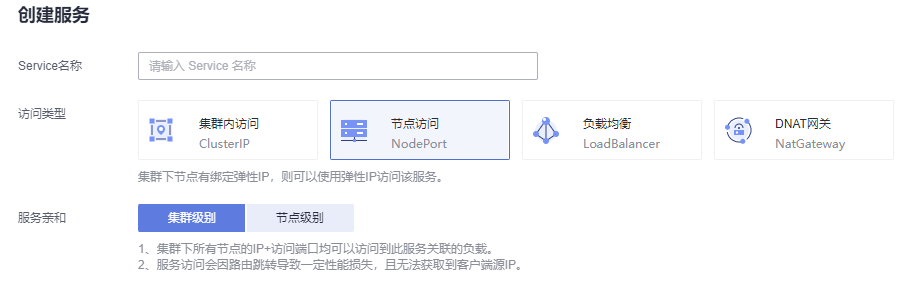 创建服务
Service名称
请输入 Service 名称
访问类型
集群内访问
ClusterIP
节点访问
NodePort
负载均衡
LoadBalancer
DNAT网关
NatGateway
集群下节点有绑定弹性IP，则可以使用弹性IP访问该服务。
服务亲和
集群级别
节点级别
1、集群下所有节点的IP+访问端口均可以访问到此服务关联的负载。
2、服务访问会因路由跳转导致一定性能损失，且无法获取到客户端源IP。